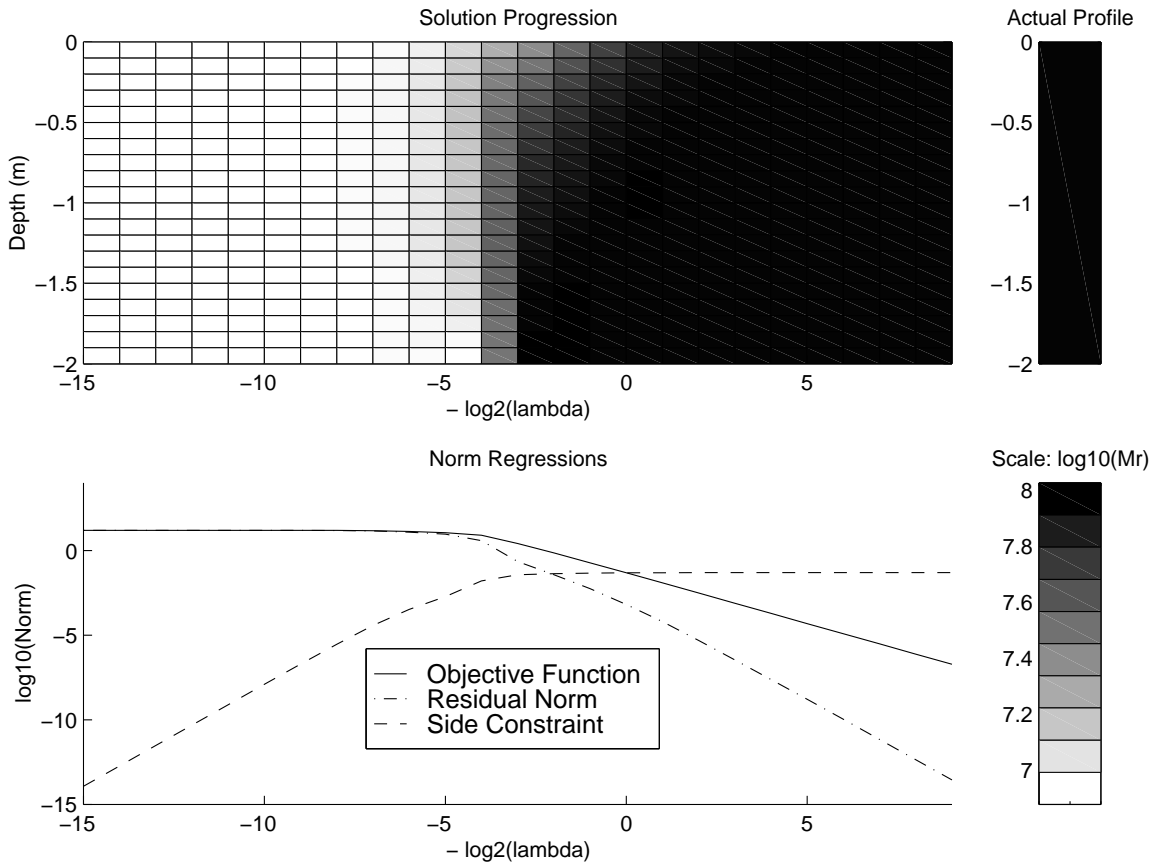 Solution Progression
Actual Profile
0
−0.5
−1
−1.5
−2
Depth (m)
−15
−10
−5
0
5
− log2(lambda)
0
−0.5
−1
−1.5
−2
Norm Regressions
Scale: log10(Mr)
0
−5
−10
−15
log10(Norm)
Objective Function
Residual Norm
Side Constraint
−15
−10
−5
0
5
− log2(lambda)
8
7.8
7.6
7.4
7.2
7